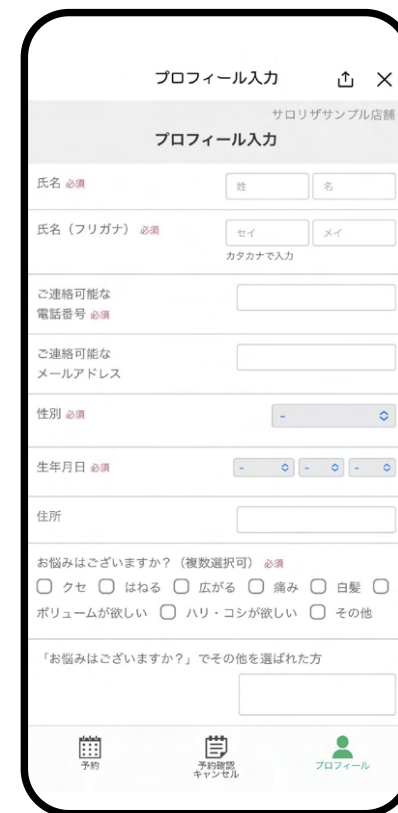 プロフィール入力
サロリザサンプル店舗
プロフィール入力
氏名 必須
姓 名
氏名（フリガナ） 必須
セイ メイ
カタカナで入力
ご連絡可能な
電話番号 必須
ご連絡可能な
メールアドレス
性別 必須
-
生年月日 必須
- - -
住所
お悩みはございますか？（複数選択可） 必須
クセ はねる 広がる 痛み 白髪
ボリュームが欲しい ハリ・コシが欲しい その他
「お悩みはございますか？」でその他を選ばれた方
予約
予約確認
キャンセル
プロフィール